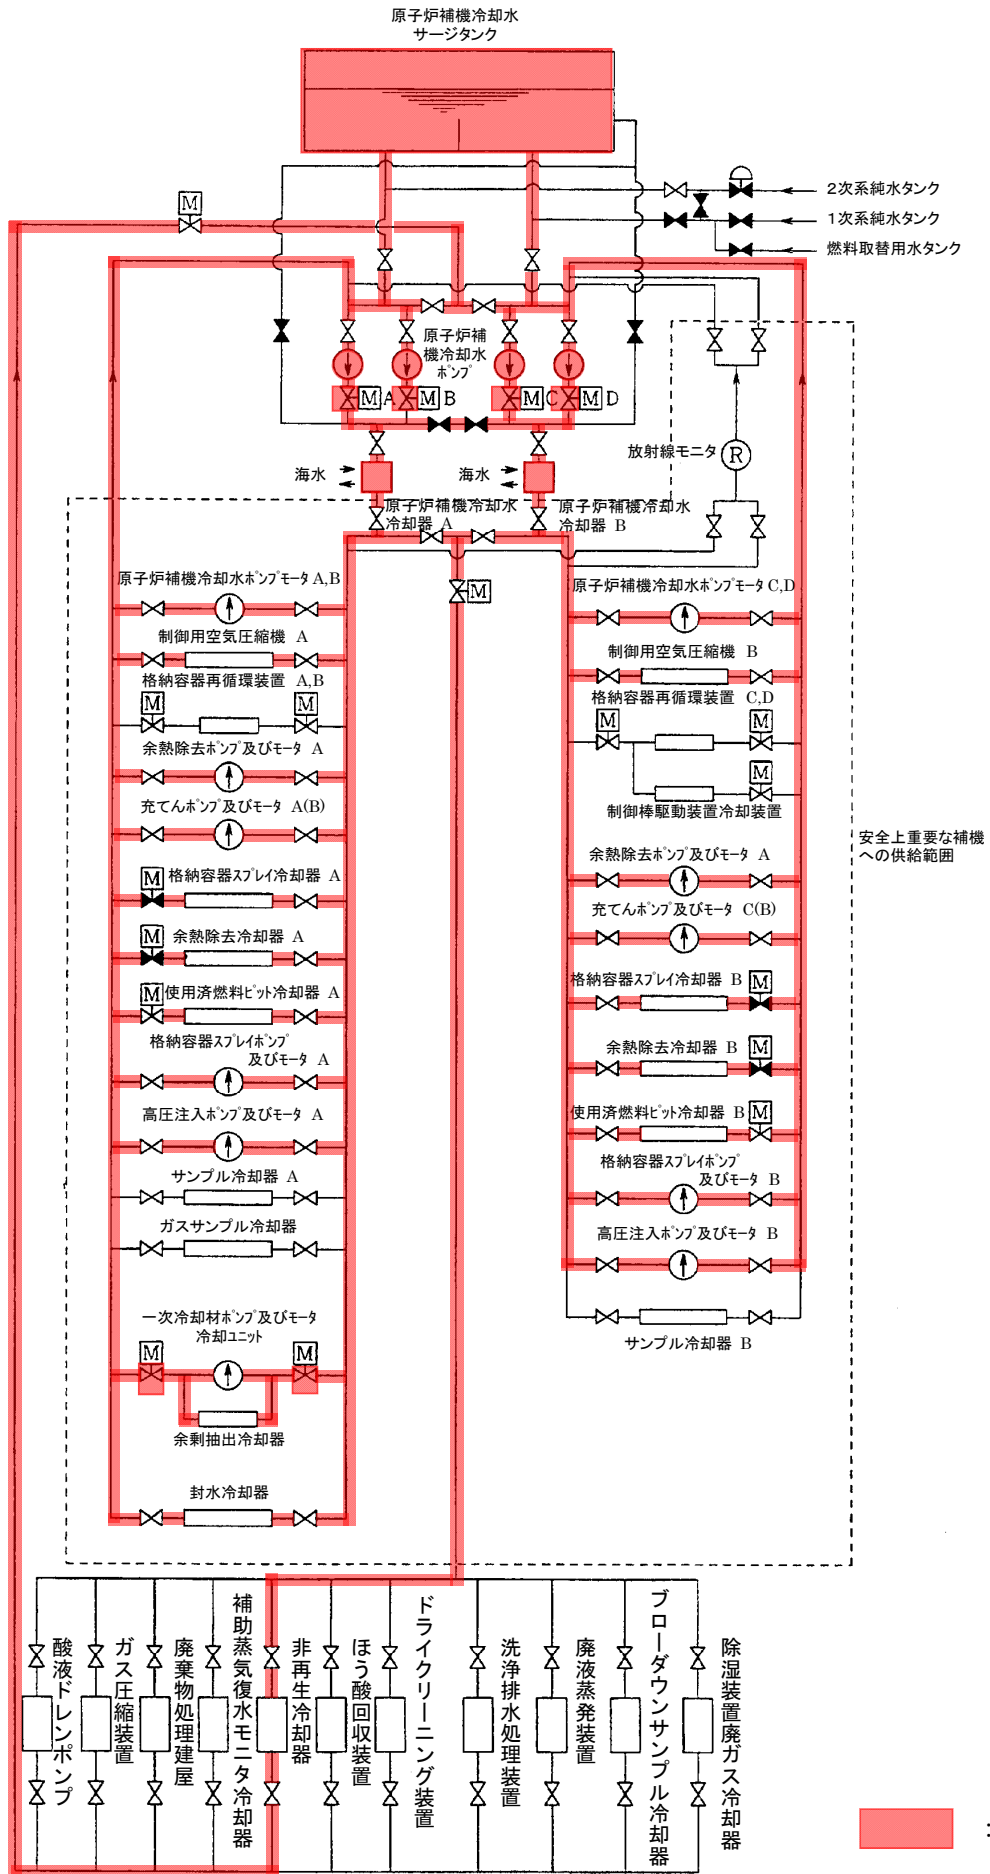 原子炉補機冷却水
サージタンク
M
2次系純水タンク
1次系純水タンク
燃料取替用水タンク
原子炉補
機冷却水
ポンプ
M A
M B
M C
M D
海水
海水
放射線モニタ
R
原子炉補機冷却水
冷却器 A
原子炉補機冷却水
冷却器 B
M
原子炉補機冷却水ポンプモータ A,B
制御用空気圧縮機 A
格納容器再循環装置 A,B
M
M
余熱除去ポンプ及びモータ A
充てんポンプ及びモータ A(B)
M
格納容器スプレイ冷却器 A
M
余熱除去冷却器 A
M
使用済燃料ピット冷却器 A
格納容器スプレイポンプ
及びモータ A
高圧注入ポンプ及びモータ A
サンプル冷却器 A
ガスサンプル冷却器
一次冷却材ポンプ及びモータ
冷却ユニット
M
M
余剰抽出冷却器
封水冷却器
原子炉補機冷却水ポンプモータ C,D
制御用空気圧縮機 B
格納容器再循環装置 C,D
M
M
M
制御棒駆動装置冷却装置
安全上重要な補機
への供給範囲
余熱除去ポンプ及びモータ A
充てんポンプ及びモータ C(B)
格納容器スプレイ冷却器 B
M
余熱除去冷却器 B
M
使用済燃料ピット冷却器 B
M
格納容器スプレイポンプ
及びモータ B
高圧注入ポンプ及びモータ B
サンプル冷却器 B
酸液ドレンポンプ
ガス圧縮装置
廃棄物処理建屋
補助蒸気復水モニタ冷却器
非再生冷却器
ほう酸回収装置
ドライクリーニング装置
洗浄排水処理装置
廃液蒸発装置
ブローダウンサンプル冷却器
除湿装置廃ガス冷却器
: